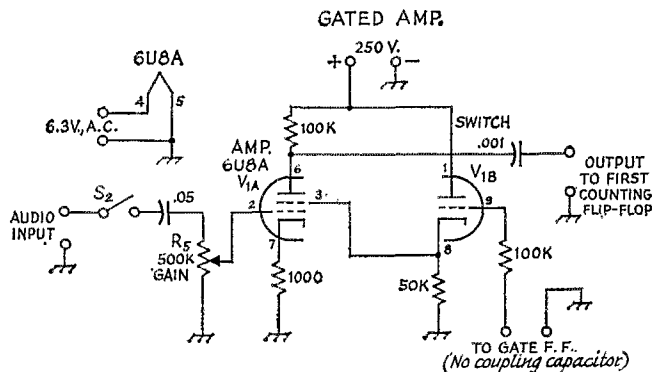 GATED AMP.
6U8A
4
5
6.3V., A.C.
+
250 V.
-
100K
SWITCH
.001
AMP.
6U8A
V1A
6
2
3
7
1
V1B
9
8
OUTPUT
TO FIRST
COUNTING
FLIP-FLOP
S2
.05
AUDIO
INPUT
R5
500K
GAIN
1000
50K
100K
TO GATE F.F.
(No coupling capacitor)